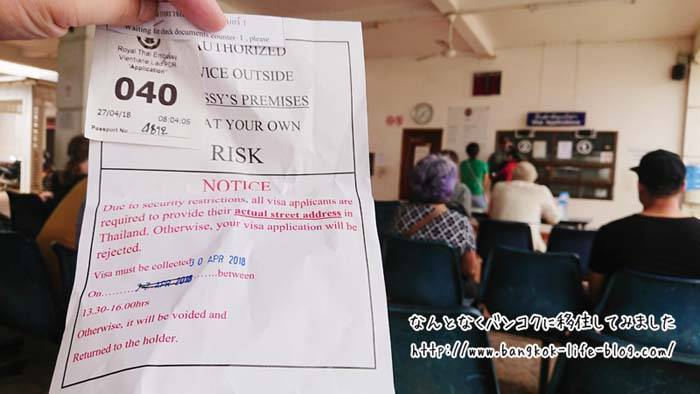 Waiting for check documents counter 1, please
Royal Thai Embassy
Vientiane Lao PDR
"Application"
040
27/04/18 08:04:05
Passport No.
AUTHORIZED
VICE OUTSIDE
SSY'S PREMISES
AT YOUR OWN
RISK
NOTICE
Due to security restrictions, all visa applicants are
required to provide their actual street address in
Thailand. Otherwise, your visa application will be
rejected.
Visa must be collected 30 APR 2018
On..... APR 2018 ......between
13.30-16.00hrs
Otherwise, it will be voided and
Returned to the holder.
なんとなくバンコクに移住してみました
http://www.bangkok-life-blog.com/